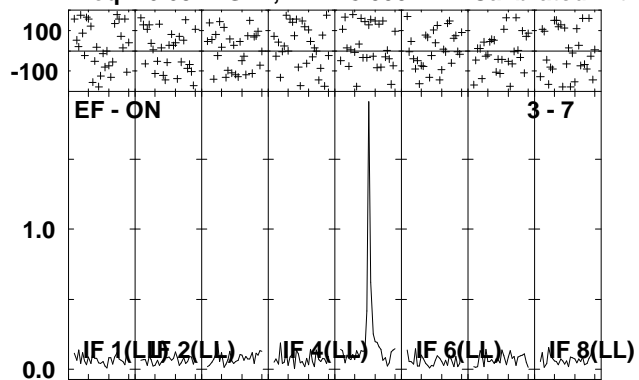 100
-100
EF - ON 3 - 7
1.0
IF 1(LL) IF 2(LL) IF 4(LL) IF 6(LL) IF 8(LL)
0.0